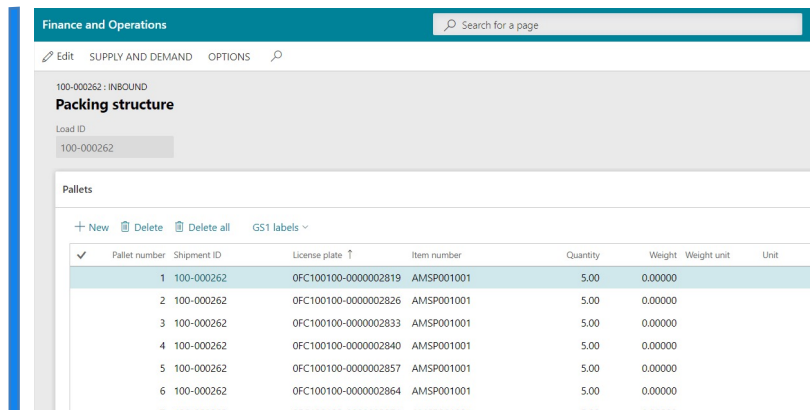 Finance and Operations Search for a page
Edit SUPPLY AND DEMAND OPTIONS
100-000262 : INBOUND
Packing structure
Load ID
100-000262
Pallets
New Delete Delete all GS1 labels
Pallet number Shipment ID License plate ↑ Item number Quantity Weight Weight unit Unit
1 100-000262 0FC100100-0000002819 AMSP001001 5.00 0.00000
2 100-000262 0FC100100-0000002826 AMSP001001 5.00 0.00000
3 100-000262 0FC100100-0000002833 AMSP001001 5.00 0.00000
4 100-000262 0FC100100-0000002840 AMSP001001 5.00 0.00000
5 100-000262 0FC100100-0000002857 AMSP001001 5.00 0.00000
6 100-000262 0FC100100-0000002864 AMSP001001 5.00 0.00000